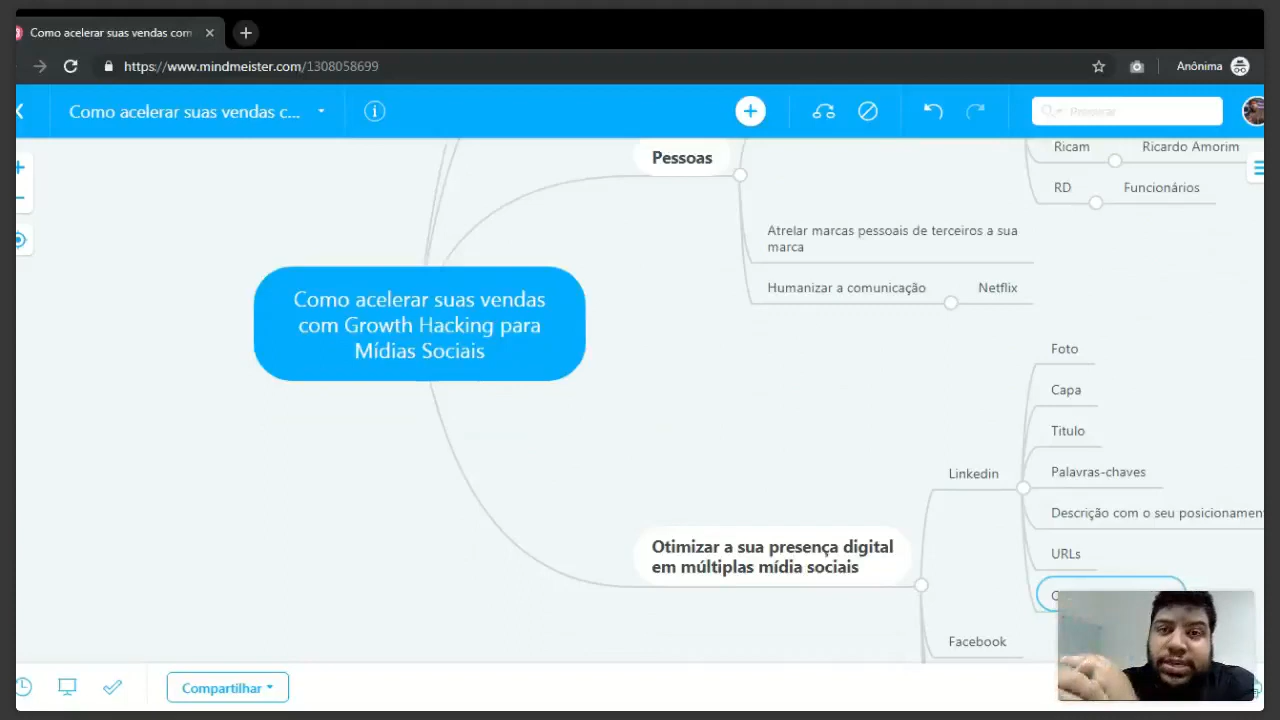 Como acelerar suas vendas com
https://www.mindmeister.com/1308058699
Anônima
Como acelerar suas vendas c...
Procurar
Pessoas
Ricam
Ricardo Amorim
RD
Funcionários
Atrelar marcas pessoais de terceiros a sua
marca
Humanizar a comunicação
Netflix
Como acelerar suas vendas
com Growth Hacking para
Mídias Sociais
Foto
Capa
Titulo
Linkedin
Palavras-chaves
Descrição com o seu posicionamen
URLs
Otimizar a sua presença digital
em múltiplas mídia sociais
Facebook
Compartilhar